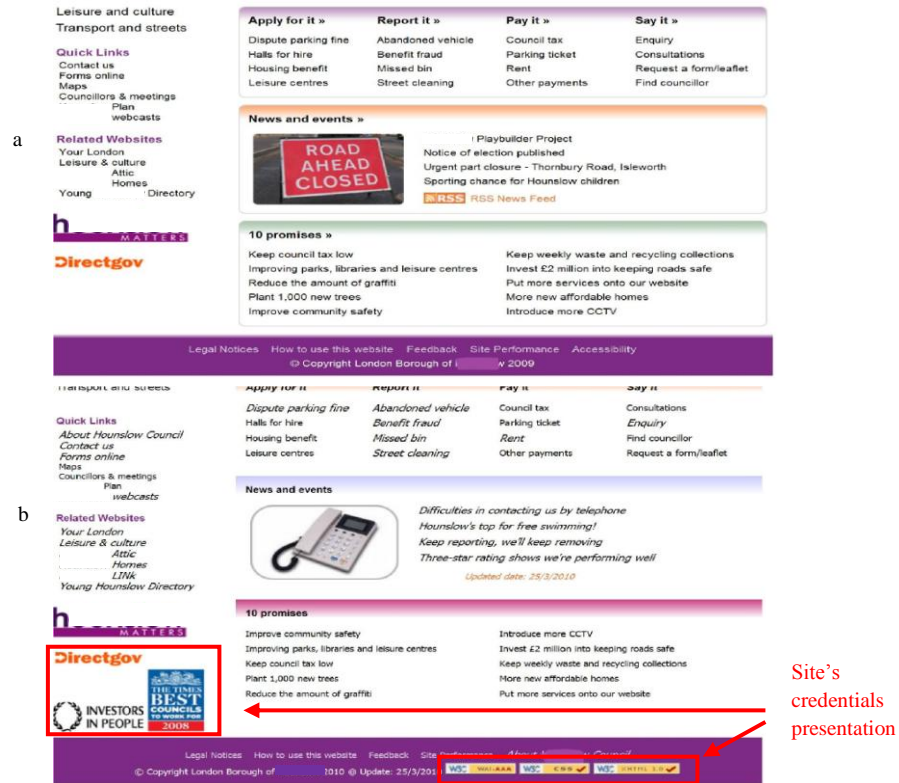 Leisure and culture
Transport and streets
Quick Links
Contact us
Forms online
Maps
Councillors & meetings
Plan
webcasts
a
Related Websites
Your London
Leisure & culture
Attic
Homes
Young Directory
h
MATTERS
Directgov
Apply for it » Report it » Pay it » Say it »
Dispute parking fine Abandoned vehicle Council tax Enquiry
Halls for hire Benefit fraud Parking ticket Consultations
Housing benefit Missed bin Rent Request a form/leaflet
Leisure centres Street cleaning Other payments Find councillor
News and events »
ROAD
AHEAD
CLOSED
Playbuilder Project
Notice of election published
Urgent part closure - Thornbury Road, Isleworth
Sporting chance for Hounslow children
RSS RSS News Feed
10 promises »
Keep council tax low Keep weekly waste and recycling collections
Improving parks, libraries and leisure centres Invest £2 million into keeping roads safe
Reduce the amount of graffiti Put more services onto our website
Plant 1,000 new trees More new affordable homes
Improve community safety Introduce more CCTV
Legal Notices How to use this website Feedback Site Performance Accessibility
© Copyright London Borough of w 2009
Transport and streets
Quick Links
About Hounslow Council
Contact us
Forms online
Maps
Councillors & meetings
Plan
webcasts
b
Related Websites
Your London
Leisure & culture
Attic
Homes
LINk
Young Hounslow Directory
h
MATTERS
Directgov
INVESTORS
IN PEOPLE
THE TIMES
BEST
COUNCILS
TO WORK FOR
2008
Apply for it Report it Pay it Say it
Dispute parking fine Abandoned vehicle Council tax Consultations
Halls for hire Benefit fraud Parking ticket Enquiry
Housing benefit Missed bin Rent Find councillor
Leisure centres Street cleaning Other payments Request a form/leaflet
News and events
Difficulties in contacting us by telephone
Hounslow's top for free swimming!
Keep reporting, we'll keep removing
Three-star rating shows we're performing well
Updated date: 25/3/2010
10 promises
Improve community safety Introduce more CCTV
Improving parks, libraries and leisure centres Invest £2 million into keeping roads safe
Keep council tax low Keep weekly waste and recycling collections
Plant 1,000 new trees More new affordable homes
Reduce the amount of graffiti Put more services onto our website
Site's
credentials
presentation
Legal Notices How to use this website Feedback Site Performance About Council
© Copyright London Borough of 2010 @ Update: 25/3/201
W3C WAI-AAA W3C CSS W3C XHTML 1.0